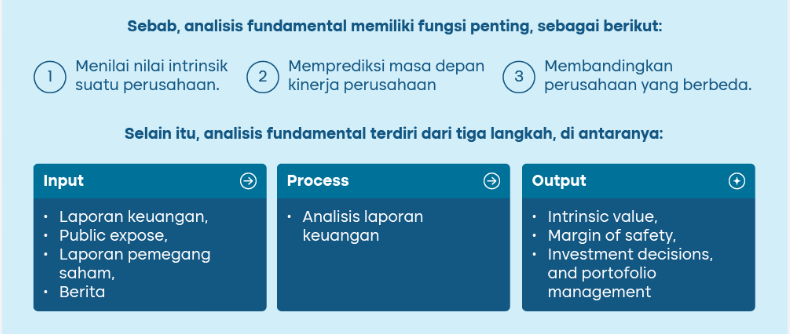 Sebab, analisis fundamental memiliki fungsi penting, sebagai berikut:
1 Menilai nilai intrinsik
suatu perusahaan.
2 Memprediksi masa depan
kinerja perusahaan
3 Membandingkan
perusahaan yang berbeda.
Selain itu, analisis fundamental terdiri dari tiga langkah, di antaranya:
Input
• Laporan keuangan,
• Public expose,
• Laporan pemegang
saham,
• Berita
Process
• Analisis laporan
keuangan
Output
• Intrinsic value,
• Margin of safety,
• Investment decisions,
and portofolio
management